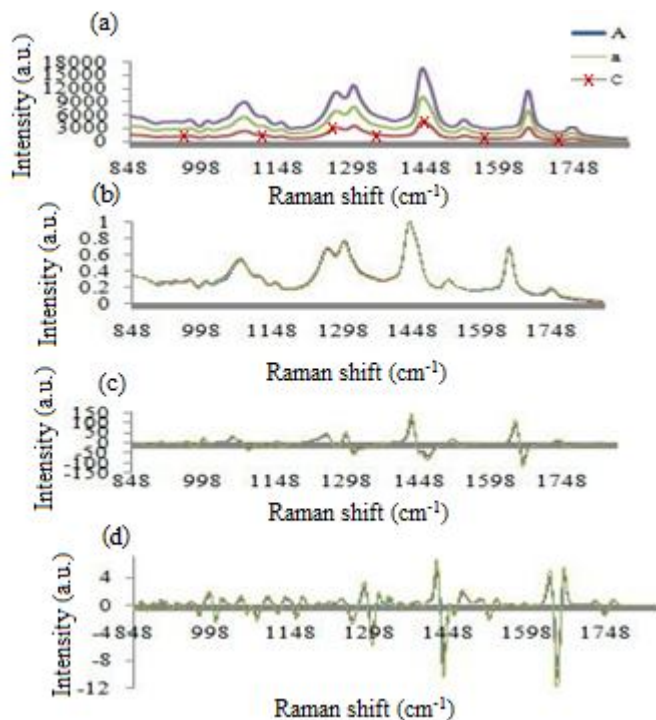 (a)
A
a
C
Intensity (a.u.)
18000
15000
12000
9000
6000
3000
0
848 998 1148 1298 1448 1598 1748
Raman shift (cm-1)
(b)
Intensity (a.u.)
1
0.8
0.6
0.4
0.2
0
848 998 1148 1298 1448 1598 1748
Raman shift (cm-1)
(c)
Intensity (a.u.)
150
50
-50
-150
848 998 1148 1298 1448 1598 1748
Raman shift (cm-1)
(d)
Intensity (a.u.)
4
0
-4
-8
-12
848 998 1148 1298 1448 1598 1748
Raman shift (cm-1)